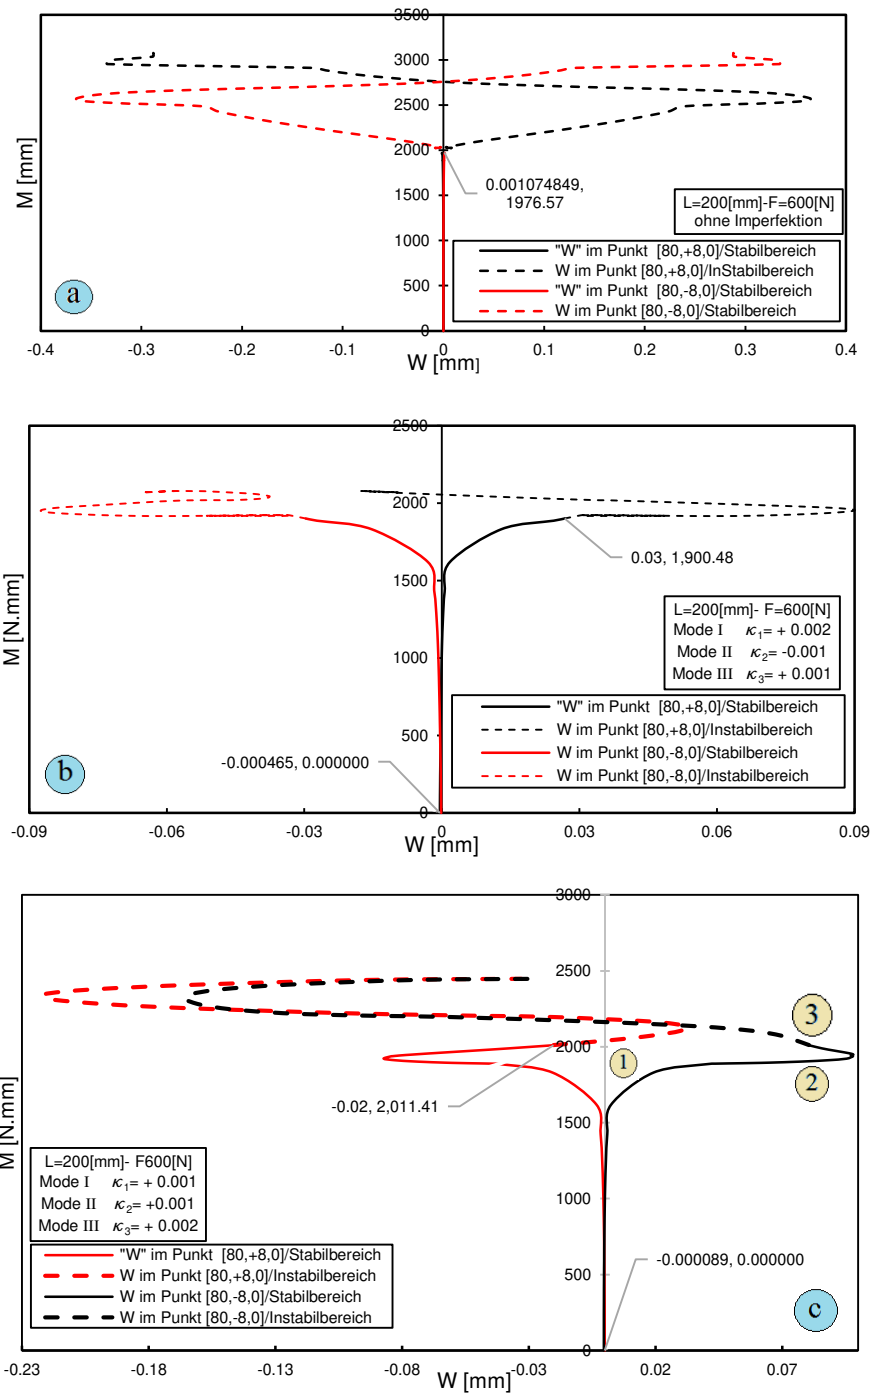 3500
3000
2500
2000
1500
1000
500
0
M [mm]
0.001074849,
1976.57
L=200[mm]-F=600[N]
ohne Imperfektion
"W" im Punkt [80,+8,0]/Stabilbereich
W im Punkt [80,+8,0]/InStabilbereich
"W" im Punkt [80,-8,0]/Stabilbereich
W im Punkt [80,-8,0]/Stabilbereich
a
-0.4 -0.3 -0.2 -0.1 0 0.1 0.2 0.3 0.4
W [mm]
2500
2000
1500
1000
500
0
M [N.mm]
0.03, 1,900.48
L=200[mm]- F=600[N]
Mode I κ1= + 0.002
Mode II κ2= -0.001
Mode III κ3= + 0.001
"W" im Punkt [80,+8,0]/Stabilbereich
W im Punkt [80,+8,0]/Instabilbereich
W im Punkt [80,-8,0]/Stabilbereich
W im Punkt [80,-8,0]/Instabilbereich
-0.000465, 0.000000
b
-0.09 -0.06 -0.03 0 0.03 0.06 0.09
W [mm]
3000
2500
2000
1500
1000
500
0
M [N.mm]
3
1
2
-0.02, 2,011.41
L=200[mm]- F600[N]
Mode I κ1= + 0.001
Mode II κ2= +0.001
Mode III κ3= + 0.002
"W" im Punkt [80,+8,0]/Stabilbereich
W im Punkt [80,+8,0]/Instabilbereich
W im Punkt [80,-8,0]/Stabilbereich
W im Punkt [80,-8,0]/Instabilbereich
-0.000089, 0.000000
c
-0.23 -0.18 -0.13 -0.08 -0.03 0.02 0.07
W [mm]